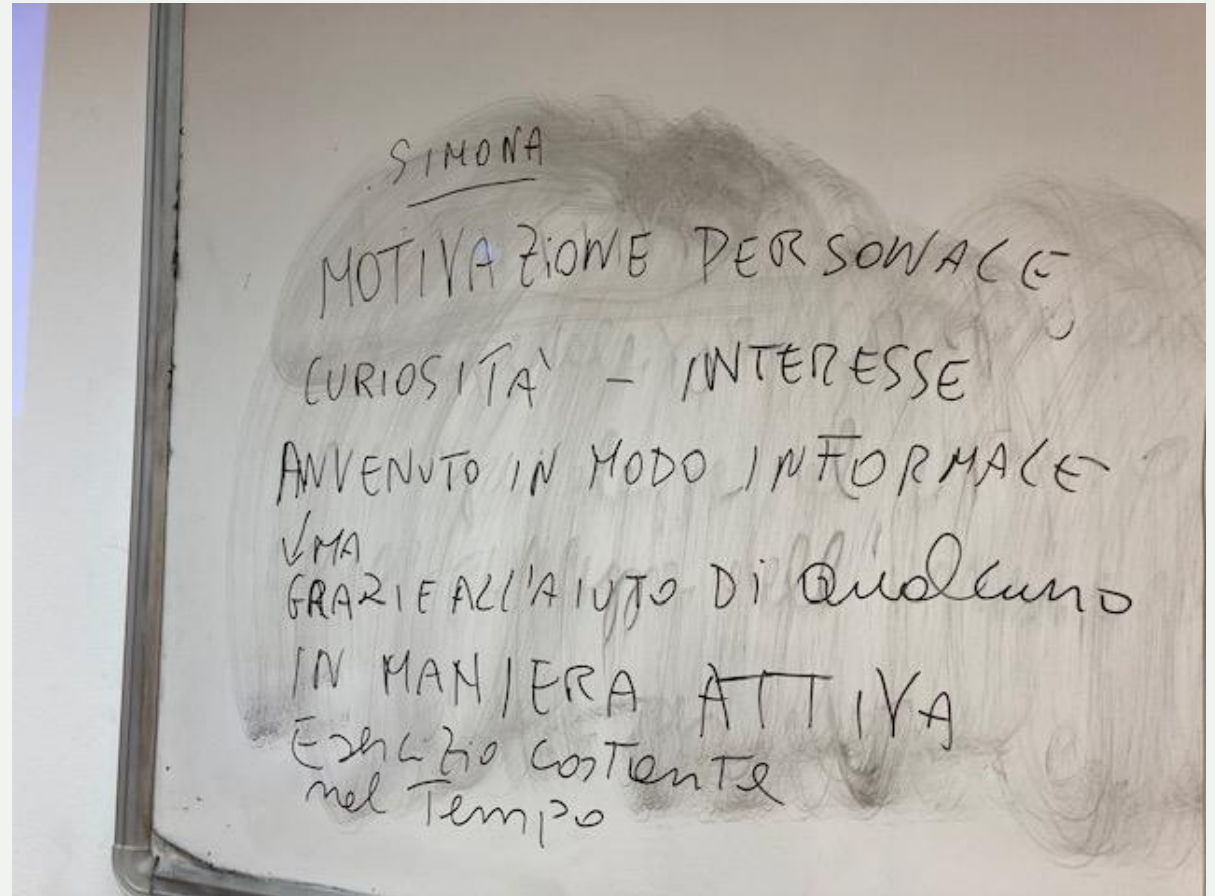 SIMONA
MOTIVAZIONE PERSONALE
CURIOSITÀ - INTERESSE
ANVENUTO IN MODO INFORMALE
↓ MA
GRAZIE ALL'AIUTO DI Qualcuno
IN MANIERA ATTIVA
Esercizio costante
nel Tempo